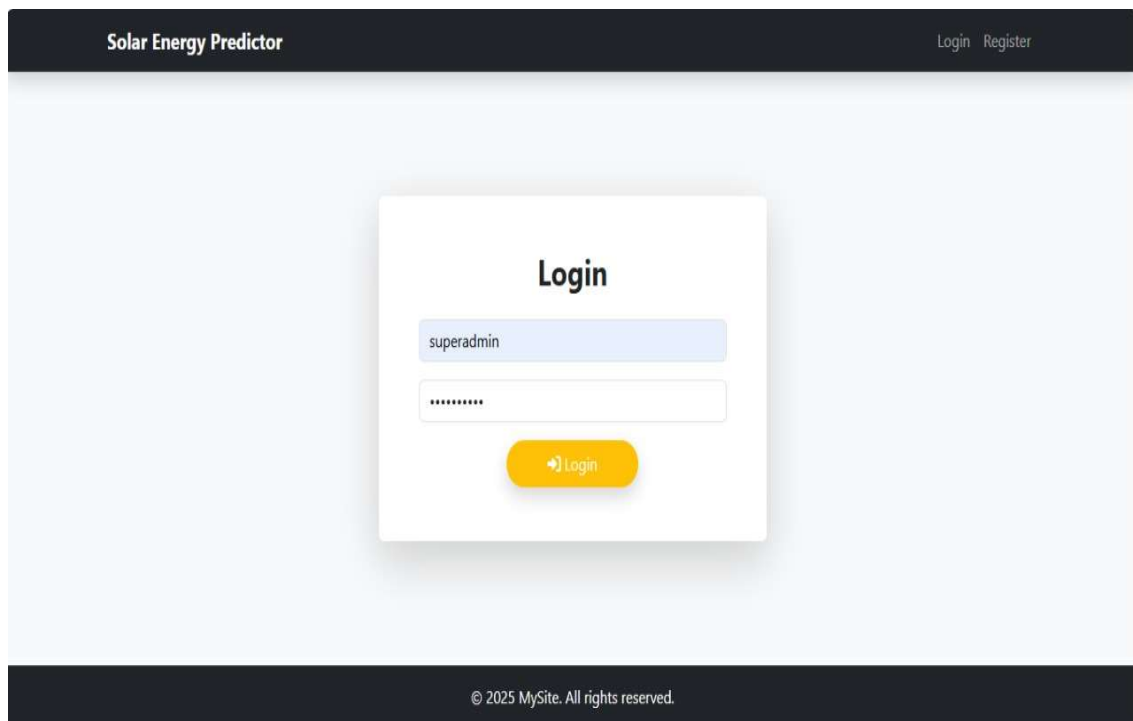 Solar Energy Predictor
Login Register
Login
superadmin
••••••••••
Login
© 2025 MySite. All rights reserved.